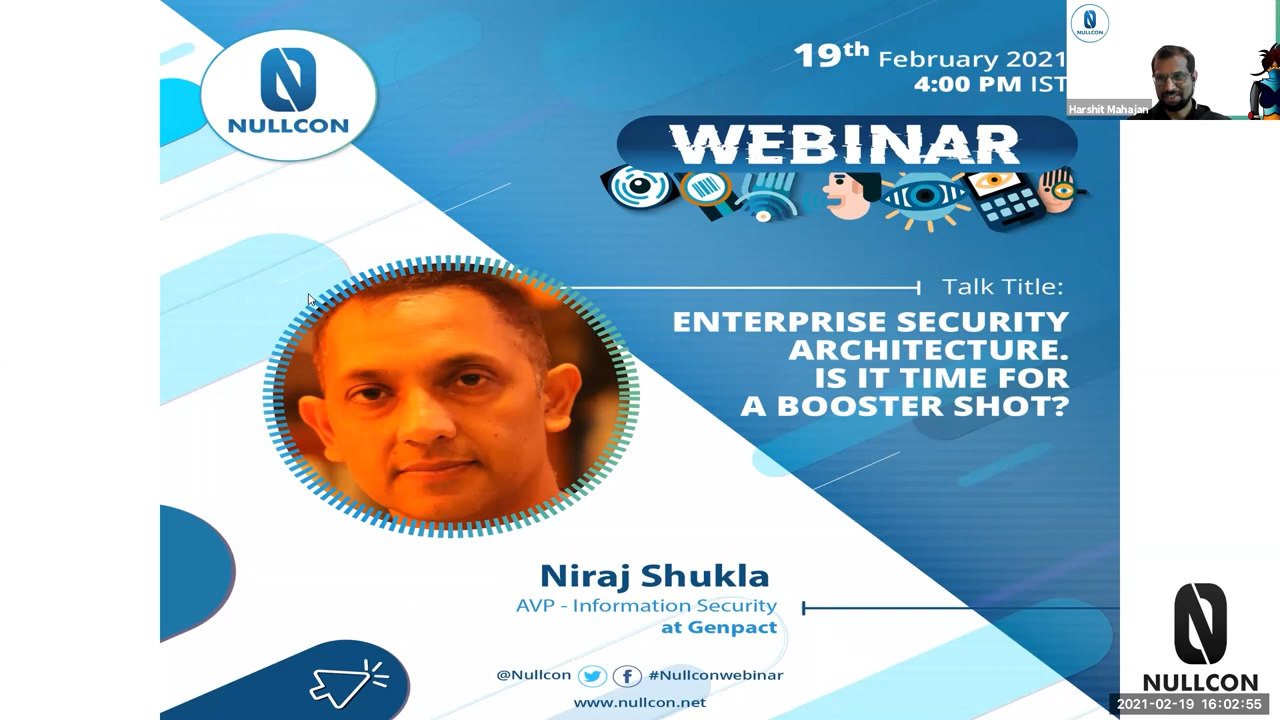 NULLCON
19th February 2021
4:00 PM IST
NULLCON
Harshit Mahajan
WEBINAR
Talk Title:
ENTERPRISE SECURITY
ARCHITECTURE.
IS IT TIME FOR
A BOOSTER SHOT?
Niraj Shukla
AVP - Information Security
at Genpact
@Nullcon #Nullconwebinar
www.nullcon.net
NULLCON
2021-02-19 16:02:55